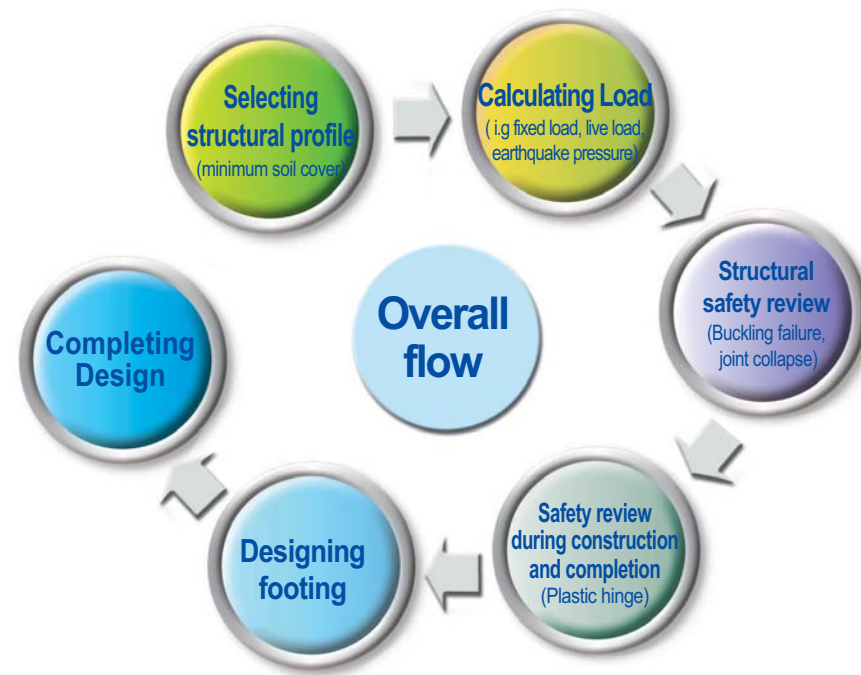 Selecting
structural profile
(minimum soil cover)
Calculating Load
( i.g fixed load, live load,
earthquake pressure)
Structural
safety review
(Buckling failure,
joint collapse)
Safety review
during construction
and completion
(Plastic hinge)
Designing
footing
Completing
Design
Overall
flow